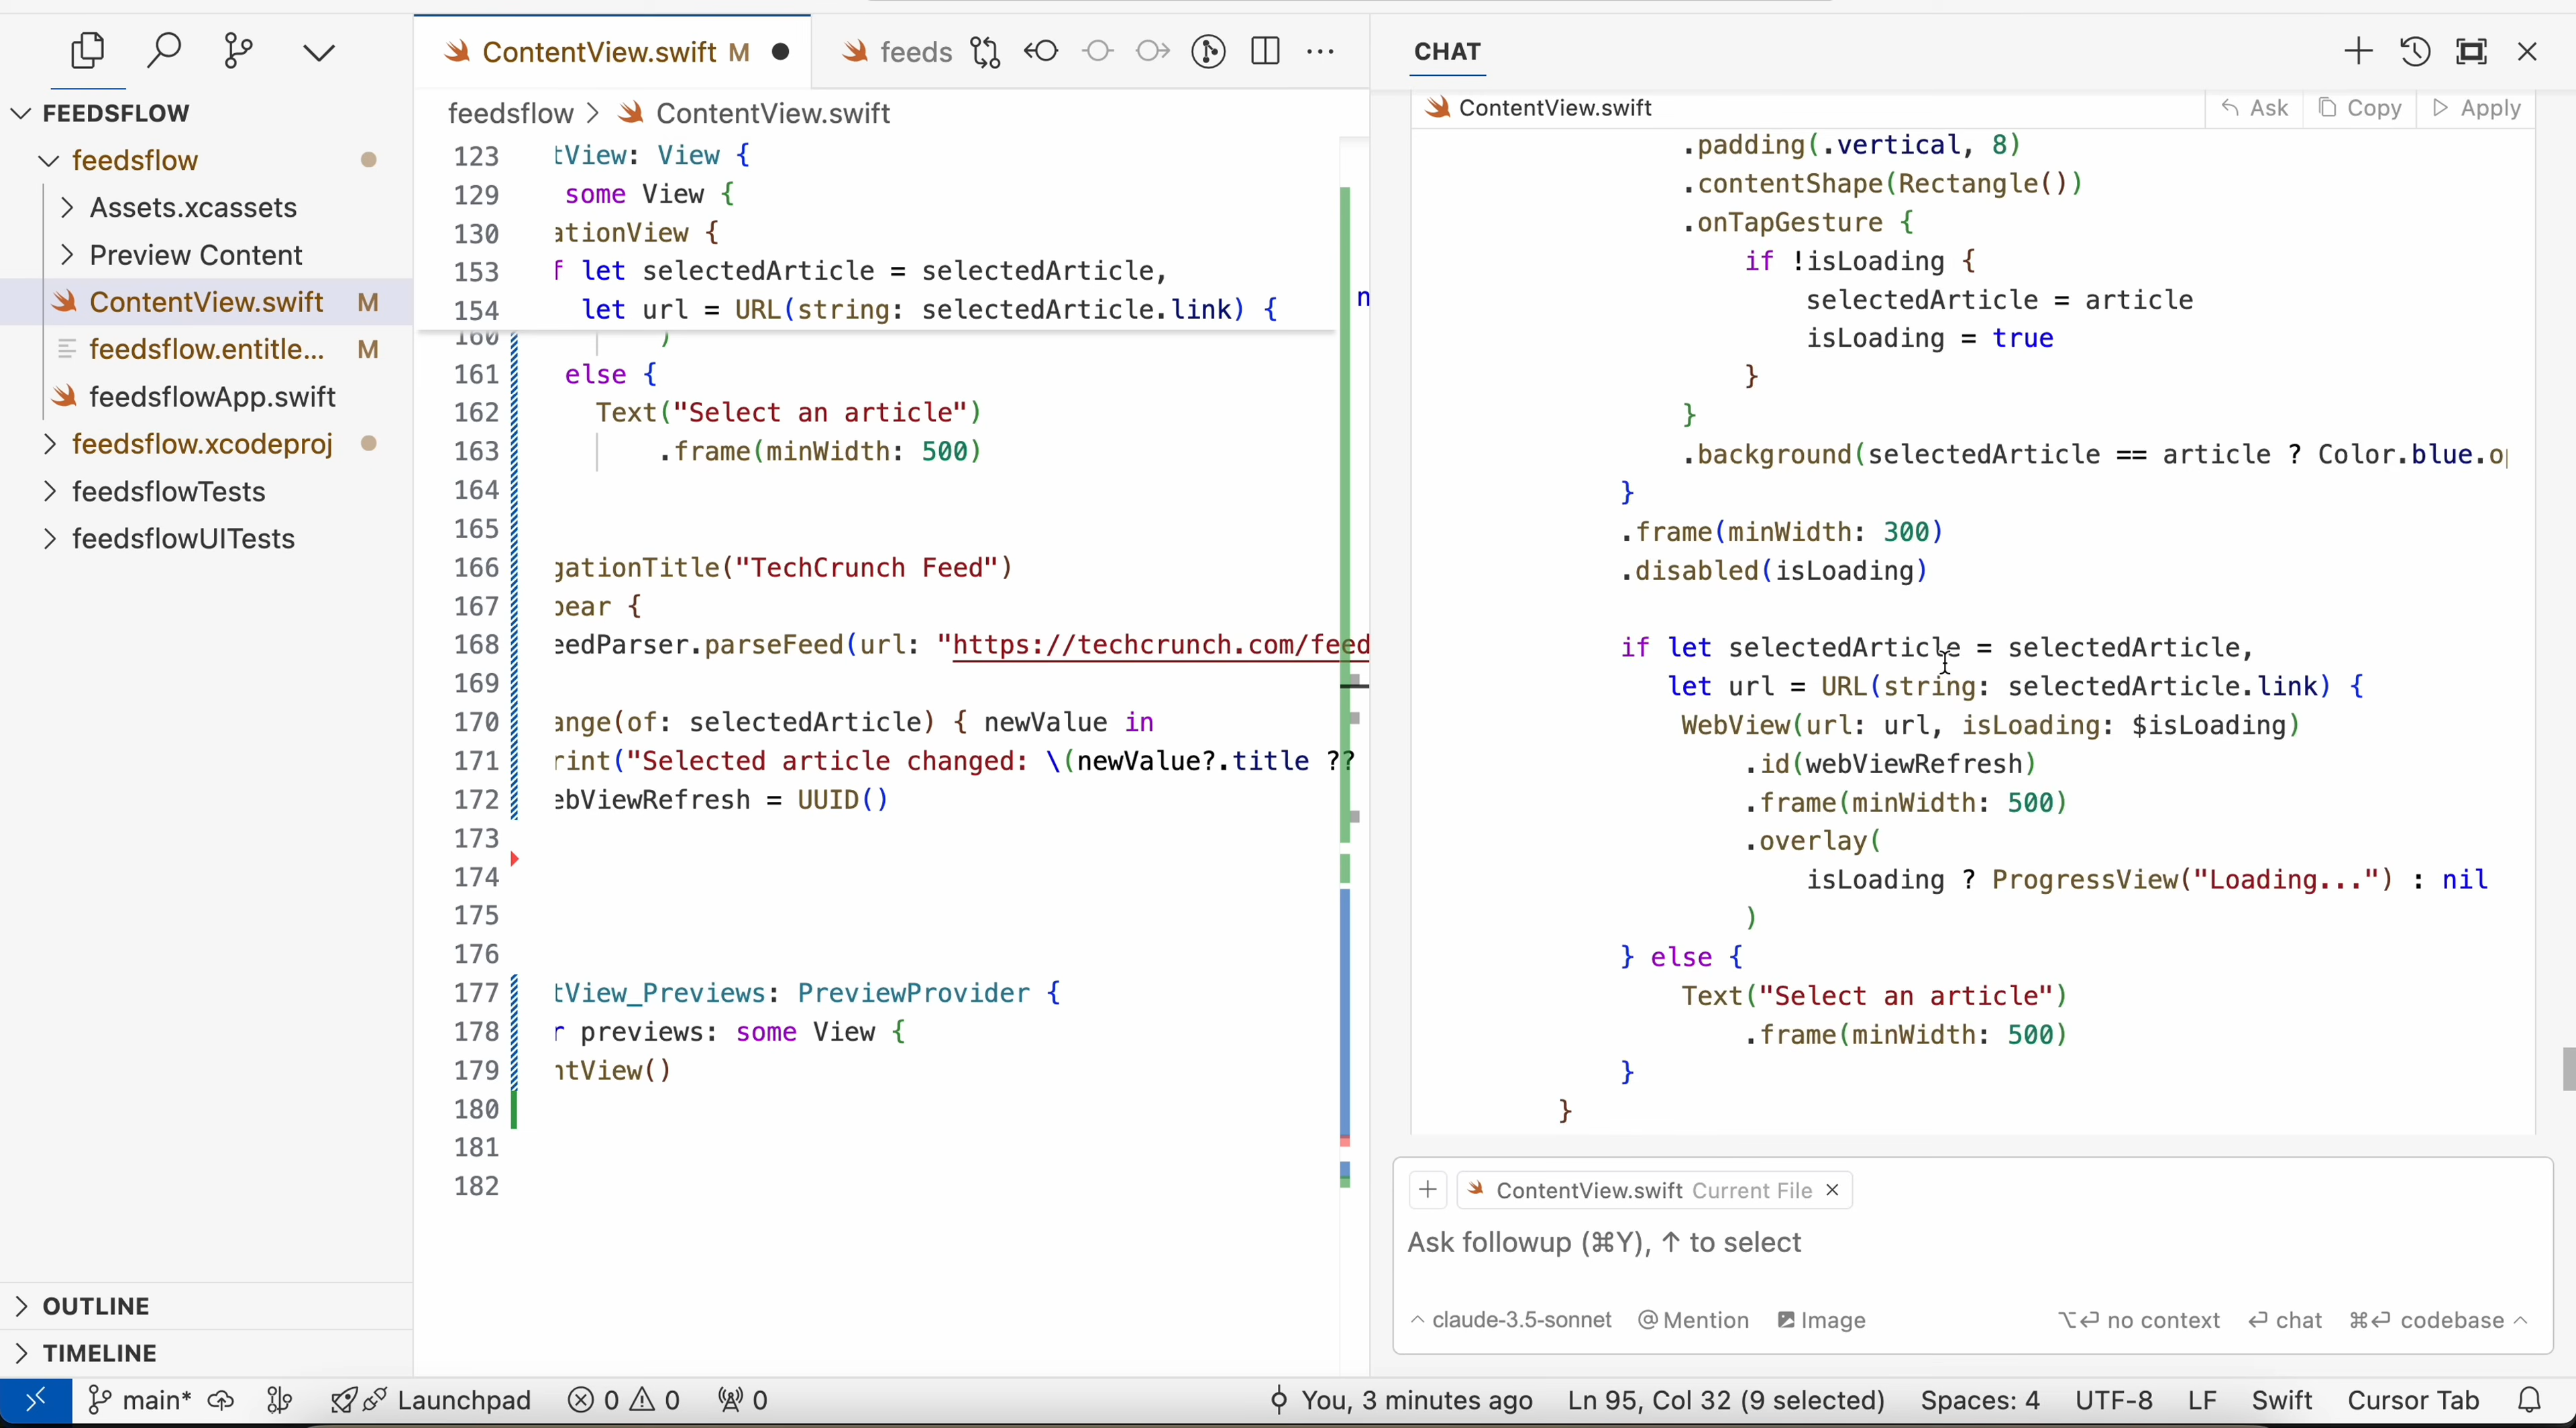 ContentView.swift M
feeds
CHAT
FEEDSFLOW
feedsflow
Assets.xcassets
Preview Content
ContentView.swift M
feedsflow.entitle... M
feedsflowApp.swift
feedsflow.xcodeproj
feedsflowTests
feedsflowUITests
OUTLINE
TIMELINE
feedsflow > ContentView.swift
123 tView: View {
129 some View {
130 ationView {
153 f let selectedArticle = selectedArticle,
154 let url = URL(string: selectedArticle.link) {
160 )
161 else {
162 Text("Select an article")
163 .frame(minWidth: 500)
164
165
166 gationTitle("TechCrunch Feed")
167 pear {
168 eedParser.parseFeed(url: "https://techcrunch.com/feed
169
170 ange(of: selectedArticle) { newValue in
171 rint("Selected article changed: \(newValue?.title ??
172 ebViewRefresh = UUID()
173
174
175
176
177 tView_Previews: PreviewProvider {
178 r previews: some View {
179 ntView()
180
181
182
ContentView.swift Ask Copy Apply
.padding(.vertical, 8)
.contentShape(Rectangle())
.onTapGesture {
if !isLoading {
selectedArticle = article
isLoading = true
}
}
.background(selectedArticle == article ? Color.blue.o
}
.frame(minWidth: 300)
.disabled(isLoading)
if let selectedArticle = selectedArticle,
let url = URL(string: selectedArticle.link) {
WebView(url: url, isLoading: $isLoading)
.id(webViewRefresh)
.frame(minWidth: 500)
.overlay(
isLoading ? ProgressView("Loading...") : nil
)
} else {
Text("Select an article")
.frame(minWidth: 500)
}
}
ContentView.swift Current File
Ask followup (⌘Y), ↑ to select
claude-3.5-sonnet @ Mention Image ⌥⏎ no context ⏎ chat ⌘⏎ codebase
main* Launchpad 0 0 0 You, 3 minutes ago Ln 95, Col 32 (9 selected) Spaces: 4 UTF-8 LF Swift Cursor Tab